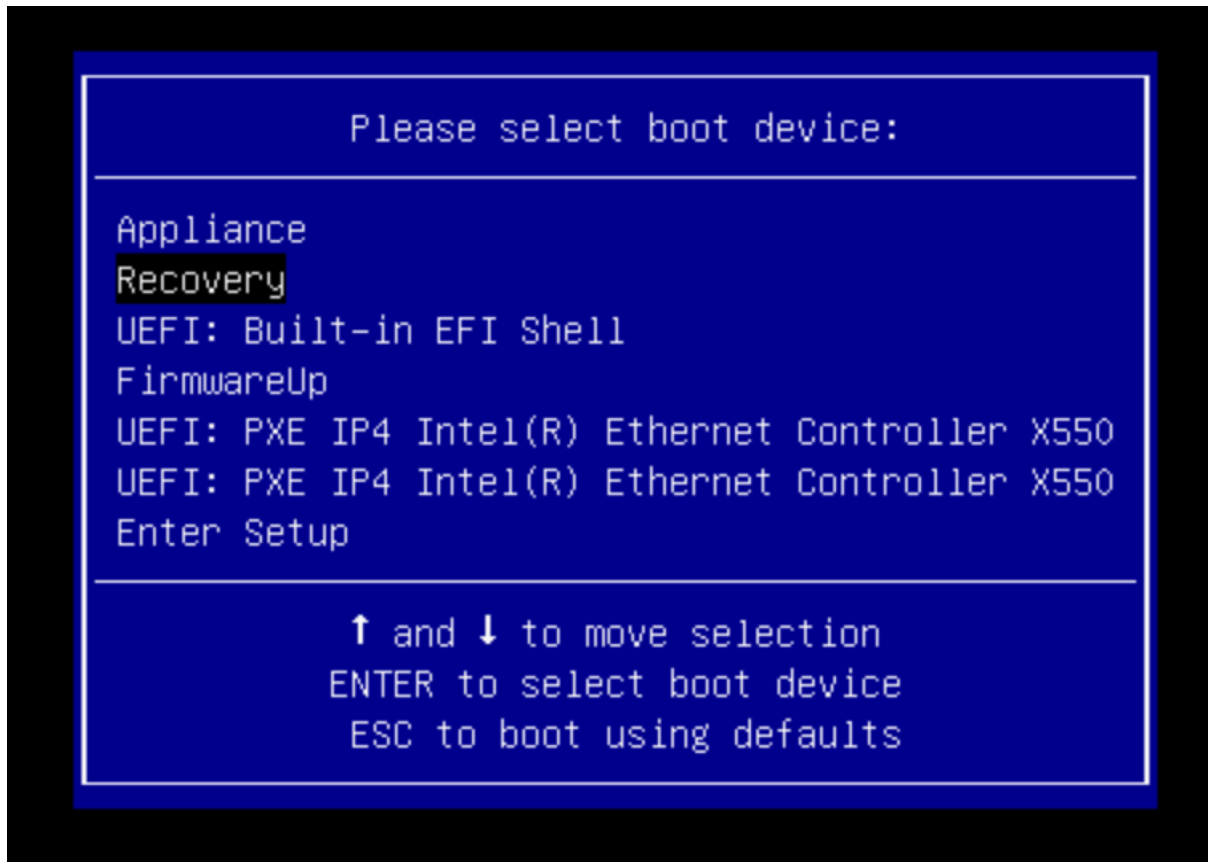 Please select boot device:
Appliance
Recovery
UEFI: Built-in EFI Shell
FirmwareUp
UEFI: PXE IP4 Intel(R) Ethernet Controller X550
UEFI: PXE IP4 Intel(R) Ethernet Controller X550
Enter Setup
↑ and ↓ to move selection
ENTER to select boot device
ESC to boot using defaults